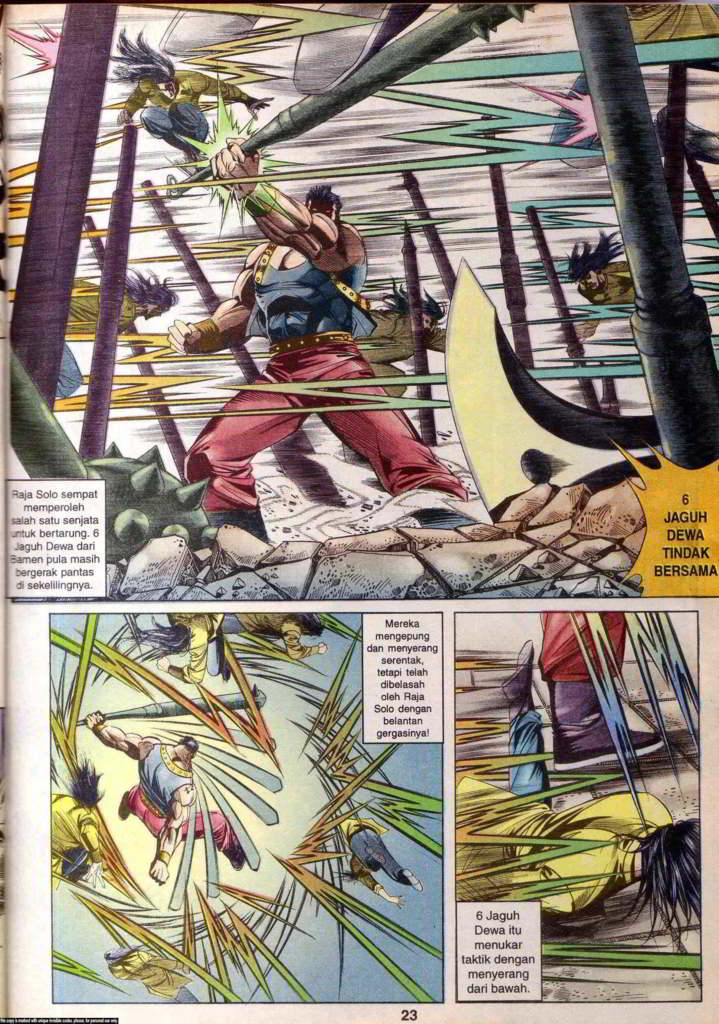 Raja Solo sempat
memperoleh
salah satu senjata
untuk bertarung. 6
Jaguh Dewa dari
Bamen pula masih
bergerak pantas
di sekelilingnya.
6
JAGUH
DEWA
TINDAK
BERSAMA
Mereka
mengepung
dan menyerang
serentak,
tetapi telah
dibelasah
oleh Raja
Solo dengan
belantan
gergasinya!
6 Jaguh
Dewa itu
menukar
taktik dengan
menyerang
dari bawah.
23